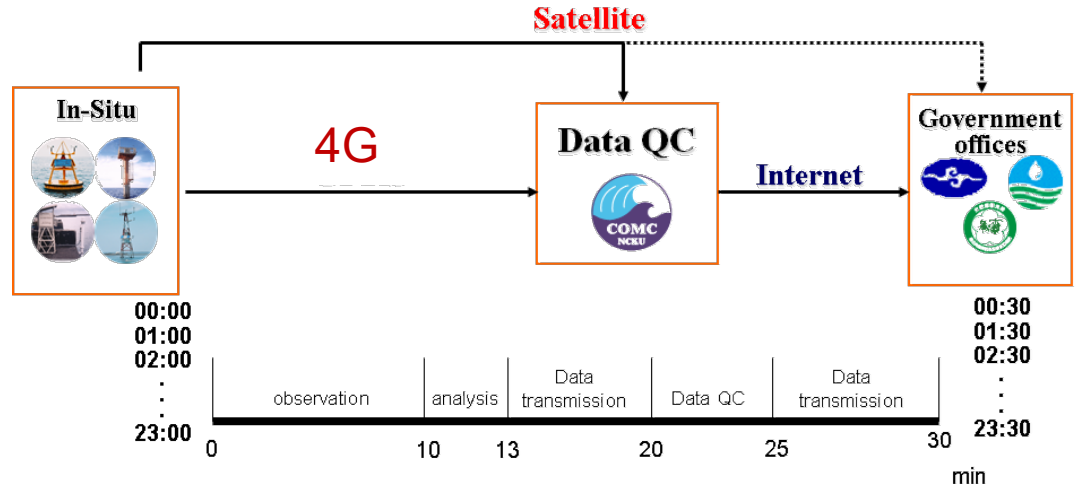 Satellite
In-Situ
4G
Data QC
COMC
NCKU
Internet
Government
offices
00:00
01:00
02:00
23:00
00:30
01:30
02:30
23:30
observation
analysis
Data
transmission
Data QC
Data
transmission
0
10
13
20
25
30
min